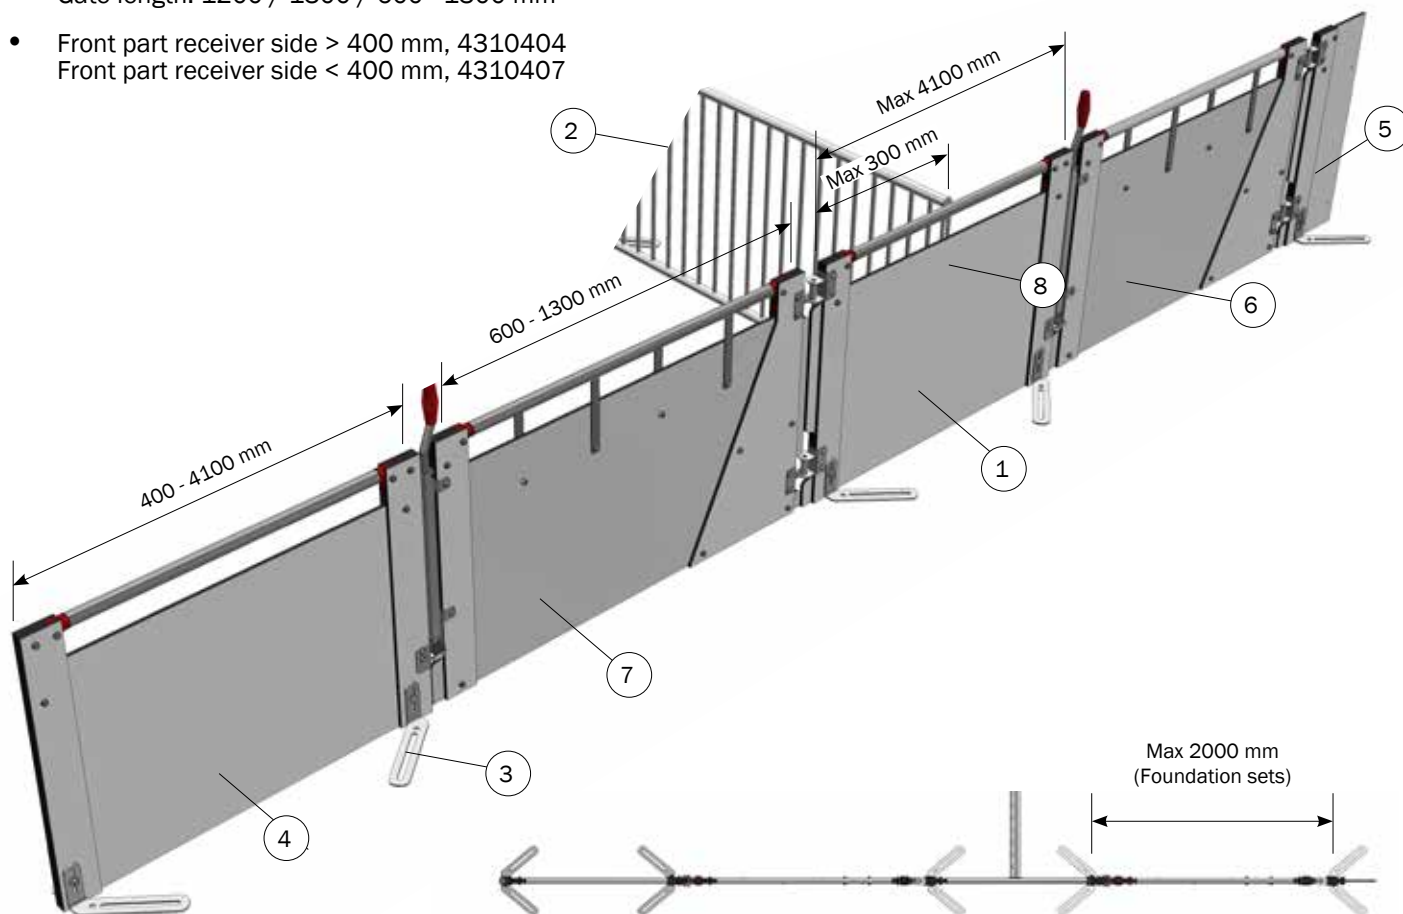 Gate length: 1200 / 1300 / 600 - 1300 mm
• Front part receiver side > 400 mm, 4310404
Front part receiver side < 400 mm, 4310407
Max 4100 mm
2
Max 300 mm
5
600 - 1300 mm
8
6
400 - 4100 mm
1
7
Max 2000 mm
(Foundation sets)
3
4